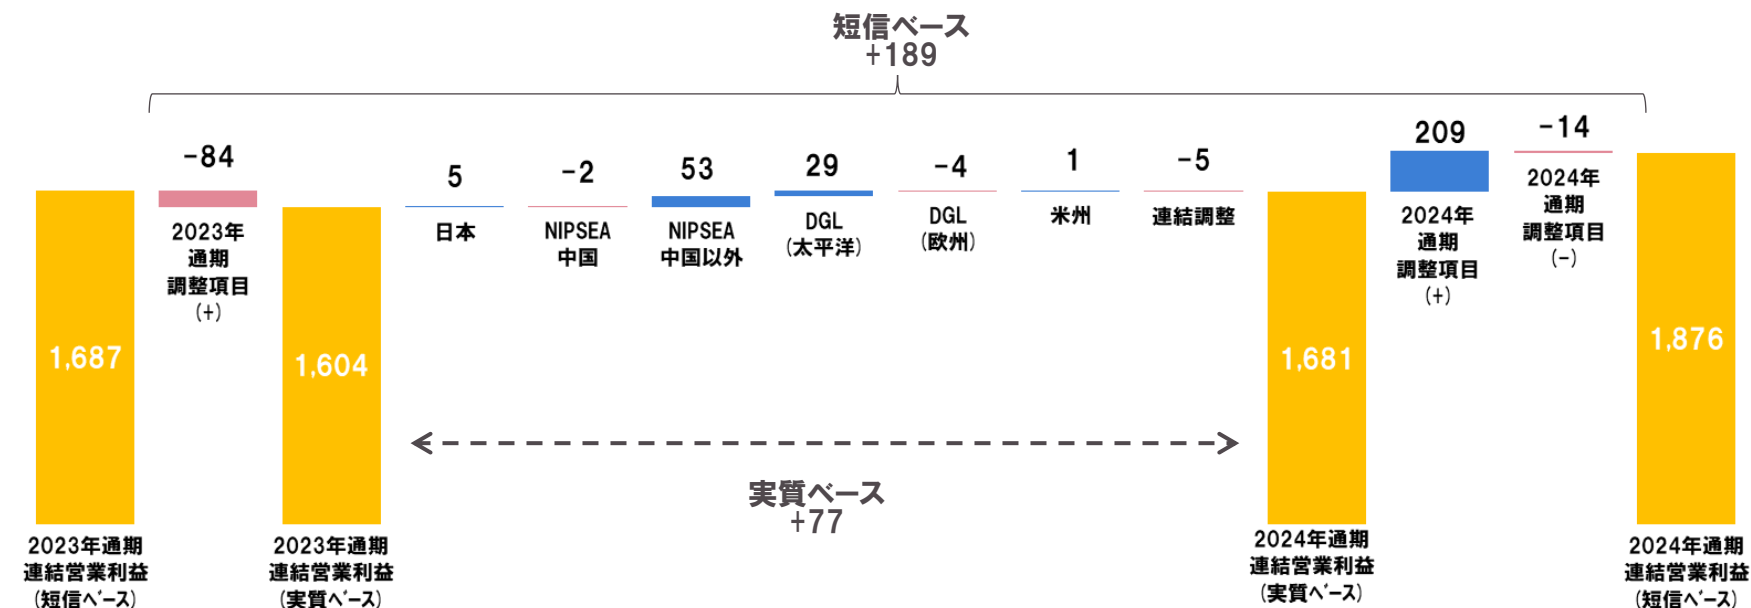 短信ベース
+189
-84
2023年
通期
調整項目
(+)
5
日本
-2
NIPSEA
中国
53
NIPSEA
中国以外
29
DGL
(太平洋)
-4
DGL
(欧州)
1
米州
-5
連結調整
209
2024年
通期
調整項目
(+)
-14
2024年
通期
調整項目
(-)
1,687
1,604
1,681
1,876
実質ベース
+77
2023年通期
連結営業利益
(短信ベース)
2023年通期
連結営業利益
(実質ベース)
2024年通期
連結営業利益
(実質ベース)
2024年通期
連結営業利益
(短信ベース)